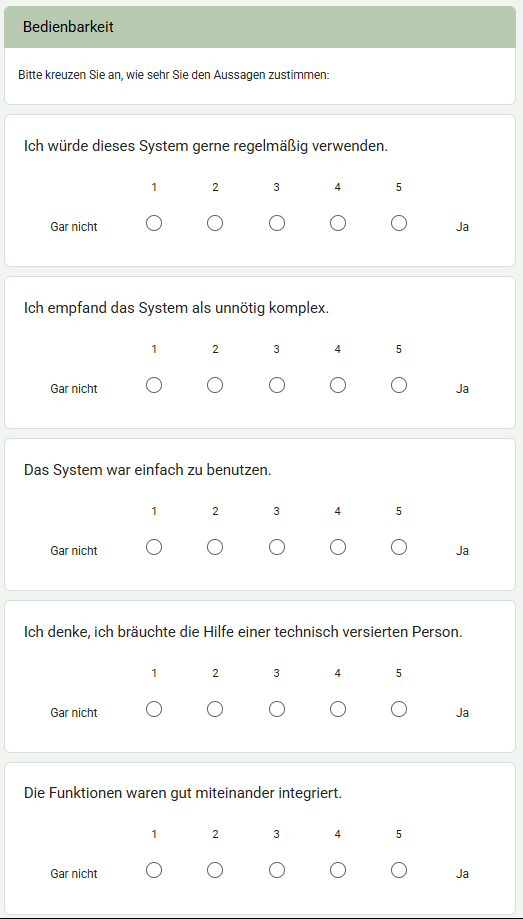 Bedienbarkeit
Bitte kreuzen Sie an, wie sehr Sie den Aussagen zustimmen:
Ich würde dieses System gerne regelmäßig verwenden.
1 2 3 4 5
Gar nicht Ja
Ich empfand das System als unnötig komplex.
1 2 3 4 5
Gar nicht Ja
Das System war einfach zu benutzen.
1 2 3 4 5
Gar nicht Ja
Ich denke, ich bräuchte die Hilfe einer technisch versierten Person.
1 2 3 4 5
Gar nicht Ja
Die Funktionen waren gut miteinander integriert.
1 2 3 4 5
Gar nicht Ja